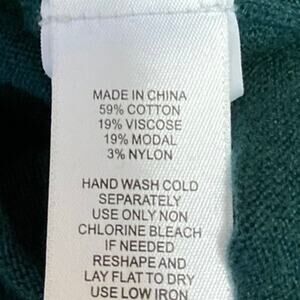 MADE IN CHINA
59% COTTON
19% VISCOSE
19% MODAL
3% NYLON
HAND WASH COLD
SEPARATELY
USE ONLY NON
CHLORINE BLEACH
IF NEEDED
RESHAPE AND
LAY FLAT TO DRY
USE LOW IRON